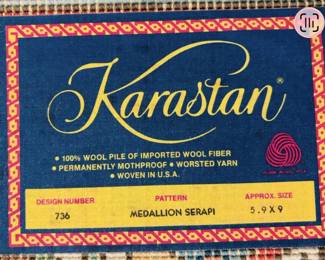 Karastan®
• 100% WOOL PILE OF IMPORTED WOOL FIBER
• PERMANENTLY MOTHPROOF • WORSTED YARN
• WOVEN IN U.S.A.
DESIGN NUMBER PATTERN APPROX. SIZE
736 MEDALLION SERAPI 5.9 X 9